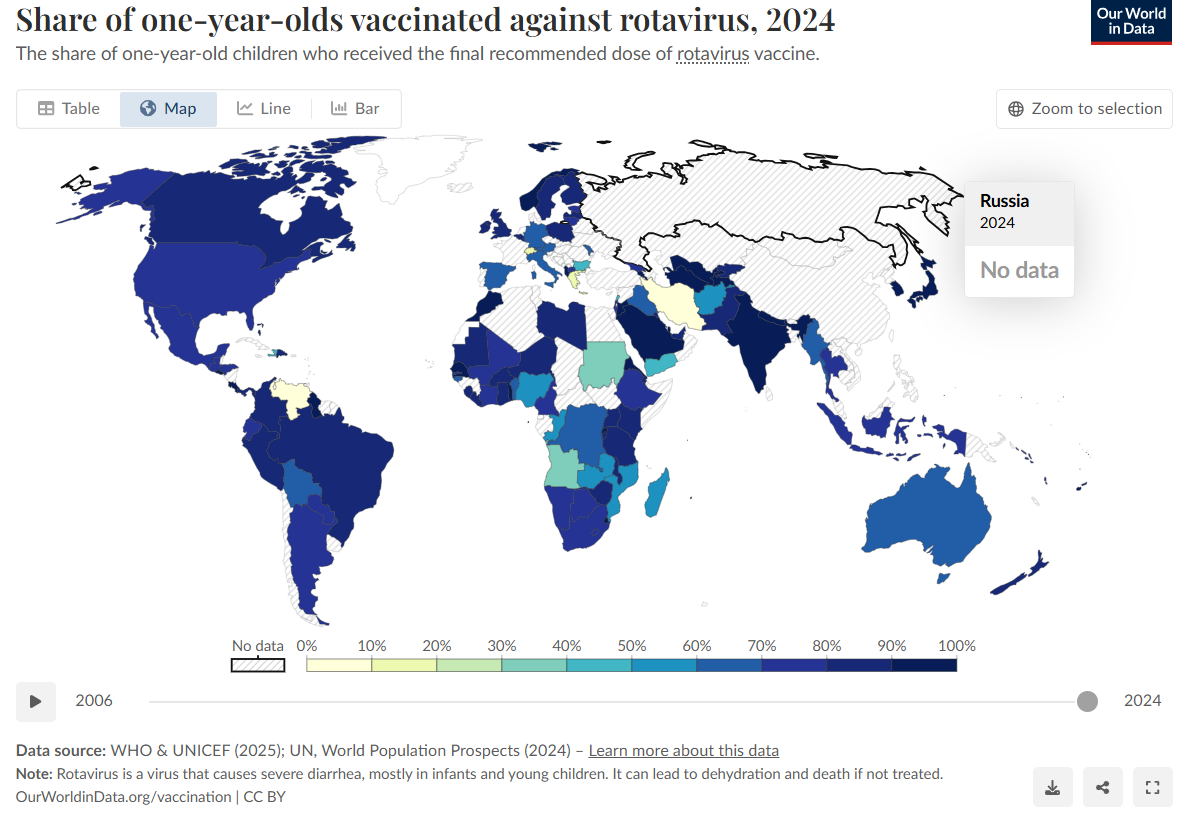 Share of one-year-olds vaccinated against rotavirus, 2024
Our World
in Data
The share of one-year-old children who received the final recommended dose of rotavirus vaccine.
Table Map Line Bar
Zoom to selection
Russia
2024
No data
No data 0% 10% 20% 30% 40% 50% 60% 70% 80% 90% 100%
2006 2024
Data source: WHO & UNICEF (2025); UN, World Population Prospects (2024) – Learn more about this data
Note: Rotavirus is a virus that causes severe diarrhea, mostly in infants and young children. It can lead to dehydration and death if not treated.
OurWorldinData.org/vaccination | CC BY